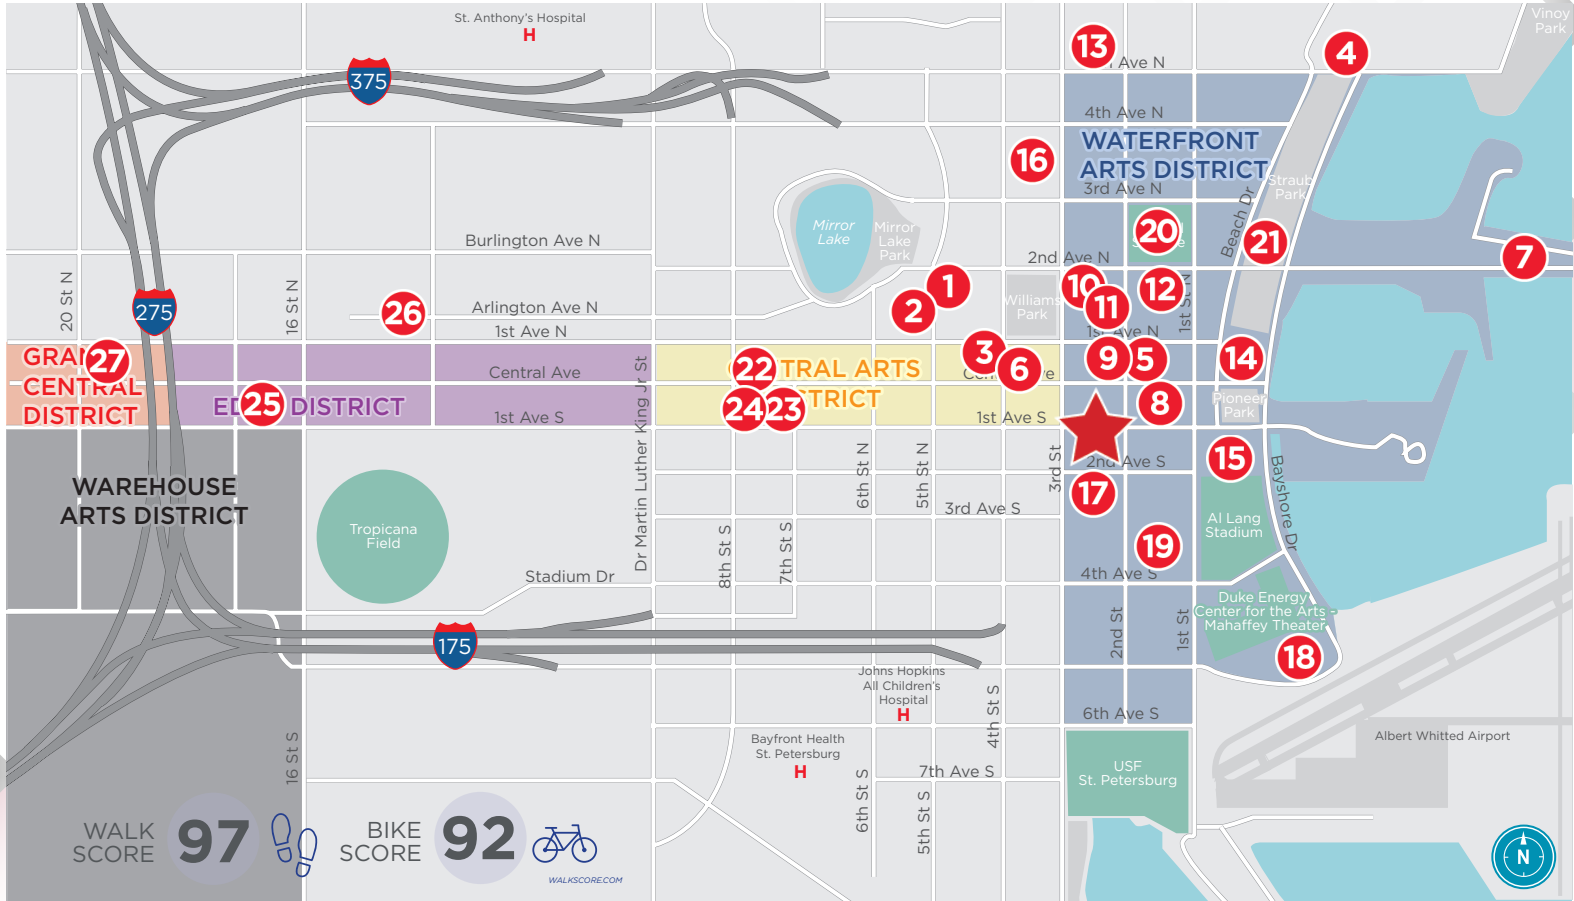 St. Anthony's Hospital
H
Vinoy
Park
13
4
Ave N
375
4th Ave N
WATERFRONT
ARTS DISTRICT
16
Straub
Park
3rd Ave N
Mirror
Lake
Mirror
Lake
Park
20
Beach Dr
21
Burlington Ave N
2nd Ave N
7
20 St N
275
16 St N
26
Arlington Ave N
1st Ave N
1
2
Williams
Park
10
11
12
1st St N
1st Ave N
GRAN
CENTRAL
DISTRICT
27
Central Ave
22
TRAL ARTS
TRICT
3
6
Ave
9
5
14
25
DISTRICT
1st Ave S
24
23
1st Ave S
8
Pioneer
Park
Dr Martin Luther King Jr St
6th St N
5th St N
3rd St
2nd Ave S
15
Bayshore Dr
WAREHOUSE
ARTS DISTRICT
Tropicana
Field
17
3rd Ave S
8th St S
7th St S
19
Al Lang
Stadium
Stadium Dr
4th Ave S
Duke Energy
Center for the Arts -
Mahaffey Theater
2nd St
1st St
175
18
Johns Hopkins
All Children's
Hospital
H
4th St S
6th Ave S
Bayfront Health
St. Petersburg
H
Albert Whitted Airport
16 St S
7th Ave S
USF
St. Petersburg
6th St S
5th St S
WALK
SCORE
97
BIKE
SCORE
92
WALKSCORE.COM
N